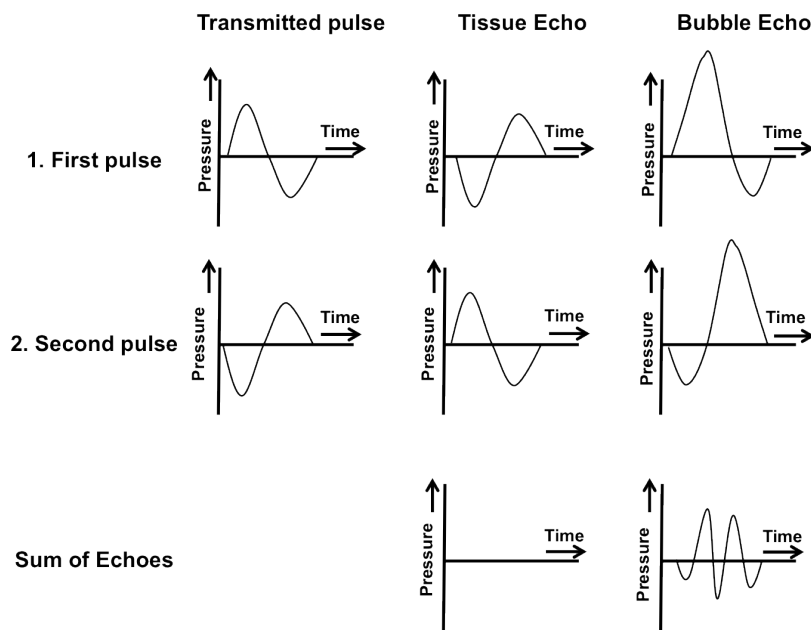 Transmitted pulse
Tissue Echo
Bubble Echo
1. First pulse
Pressure
Time
Pressure
Time
Pressure
Time
2. Second pulse
Pressure
Time
Pressure
Time
Pressure
Time
Sum of Echoes
Pressure
Time
Pressure
Time